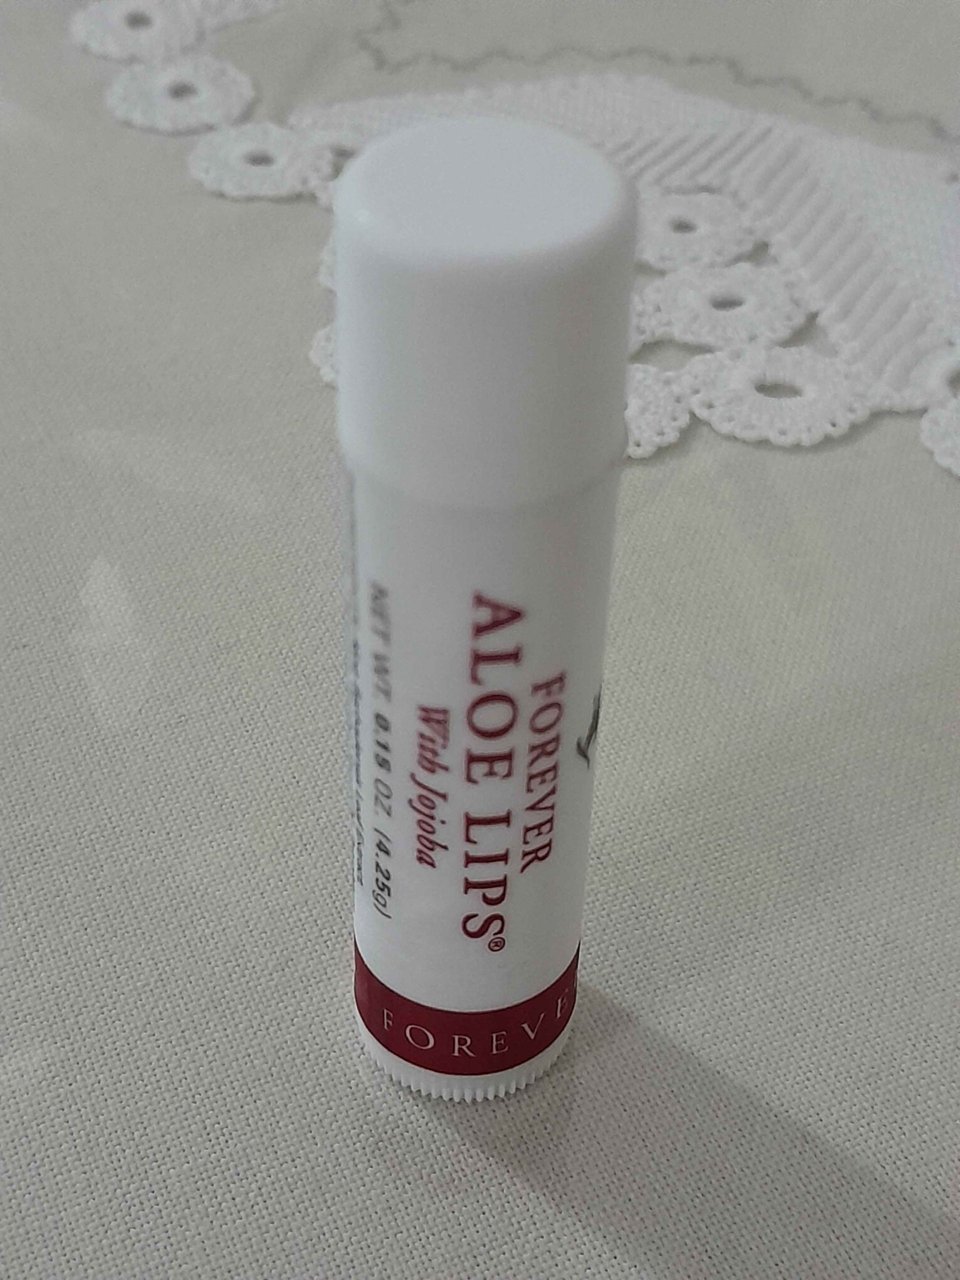 FOREVER
ALOE LIPS®
With Jojoba
NET WT. 0.15 OZ. (4.25g)
FOREVE